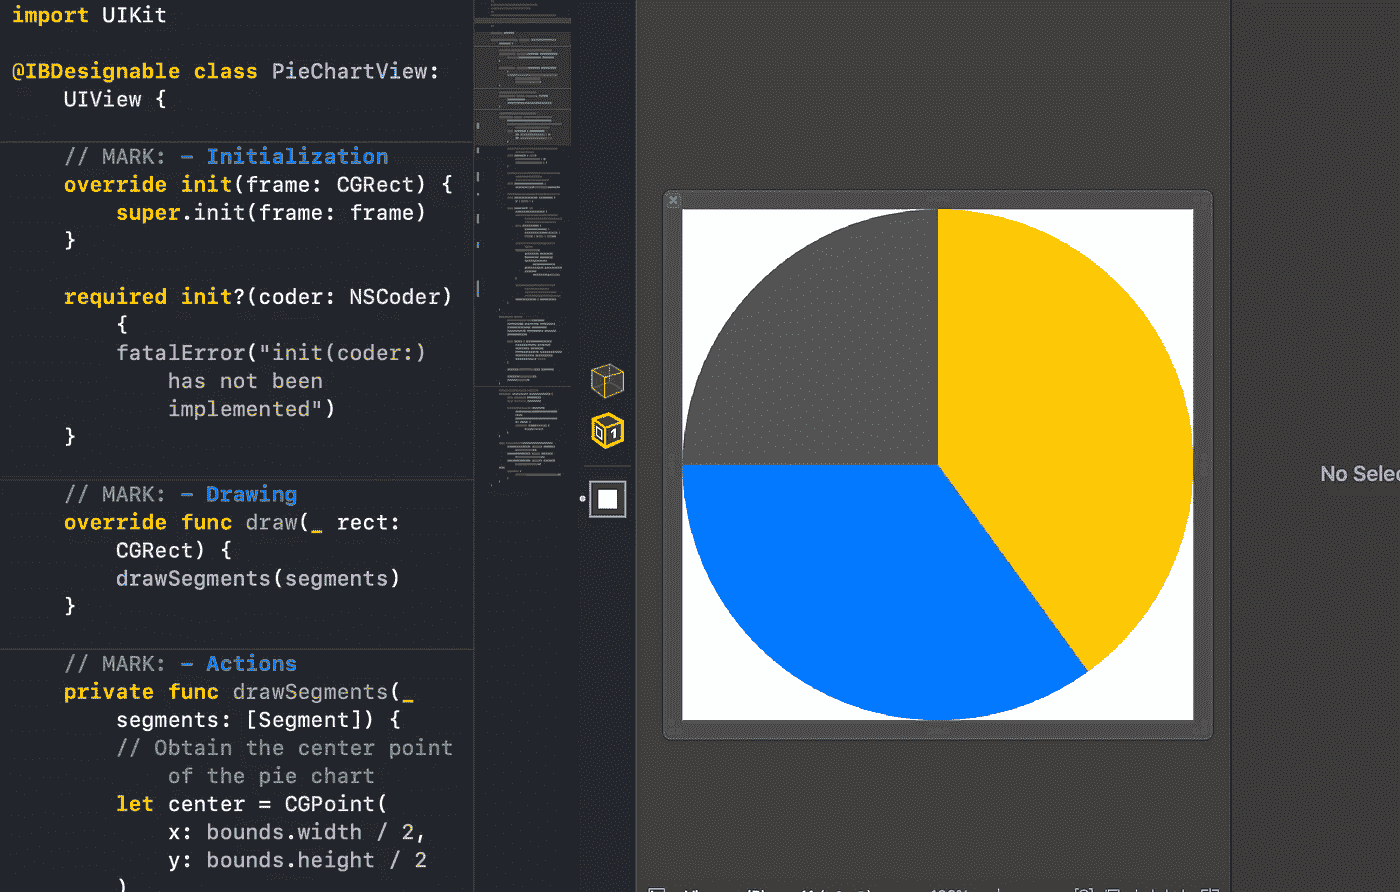 import UIKit
@IBDesignable class PieChartView:
UIView {
// MARK: – Initialization
override init(frame: CGRect) {
super.init(frame: frame)
}
required init?(coder: NSCoder)
{
fatalError("init(coder:)
has not been
implemented")
}
// MARK: – Drawing
override func draw(_ rect:
CGRect) {
drawSegments(segments)
}
// MARK: – Actions
private func drawSegments(_
segments: [Segment]) {
// Obtain the center point
of the pie chart
let center = CGPoint(
x: bounds.width / 2,
y: bounds.height / 2
)
0 1
No Selec